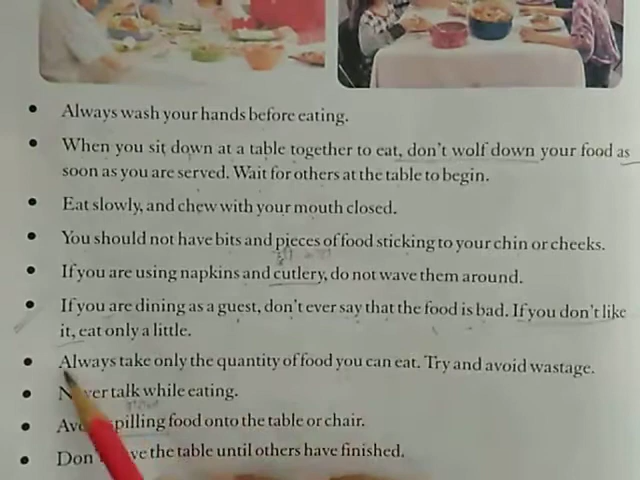 • Always wash your hands before eating.
• When you sit down at a table together to eat, don't wolf down your food as
soon as you are served. Wait for others at the table to begin.
• Eat slowly, and chew with your mouth closed.
• You should not have bits and pieces of food sticking to your chin or cheeks.
• If you are using napkins and cutlery, do not wave them around.
• If you are dining as a guest, don't ever say that the food is bad. If you don't like
it, eat only a little.
• Always take only the quantity of food you can eat. Try and avoid wastage.
• Never talk while eating.
• Avoid spilling food onto the table or chair.
• Don't leave the table until others have finished.